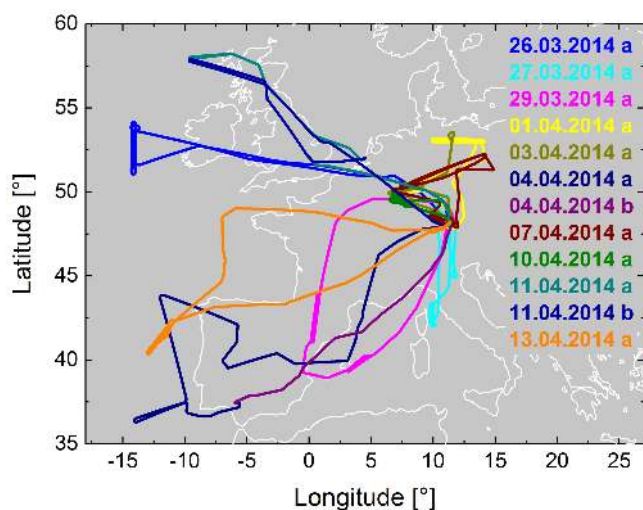 60
55
50
45
40
35
Latitude [°]
-15 -10 -5 0 5 10 15 20 25
Longitude [°]
26.03.2014 a
27.03.2014 a
29.03.2014 a
01.04.2014 a
03.04.2014 a
04.04.2014 a
04.04.2014 b
07.04.2014 a
10.04.2014 a
11.04.2014 a
11.04.2014 b
13.04.2014 a